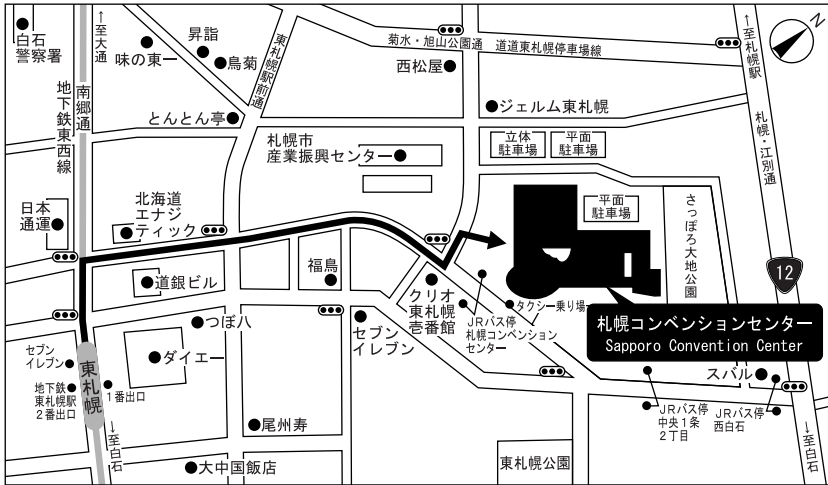 白石
警察署
↑至大通
地下鉄東西線
南郷通
味の東一
昇詣
鳥菊
東札幌駅前通
菊水・旭山公園通 道道東札幌停車場線
西松屋
N
↑至札幌駅
札幌・江別通
とんとん亭
ジェルム東札幌
札幌市
産業振興センター
立体
駐車場
平面
駐車場
平面
駐車場
さっぽろ大地公園
日本
通運
北海道
エナジ
ティック
道銀ビル
福鳥
クリオ
東札幌
壱番館
タクシー乗り場
JRバス停
札幌コンベンション
センター
12
札幌コンベンションセンター
Sapporo Convention Center
つぼ八
セブン
イレブン
セブン
イレブン
ダイエー
東札幌
地下鉄
東札幌駅
2番出口
1番出口
↓至白石
スバル
JRバス停
中央1条
2丁目
JRバス停
西白石
↓至白石
尾州寿
大中国飯店
東札幌公園